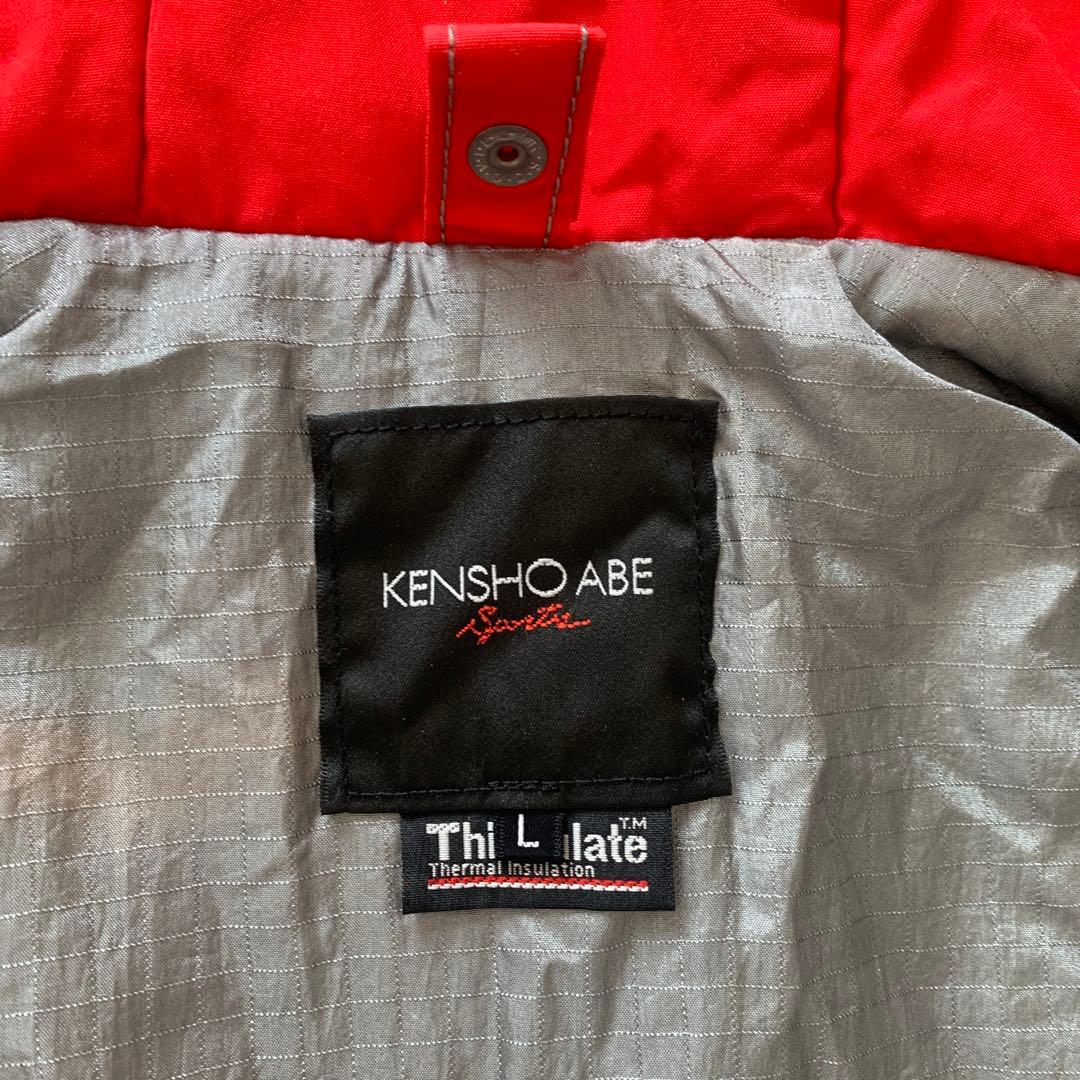 KENSHO ABE
Sports
Thi L ulate™
Thermal Insulation